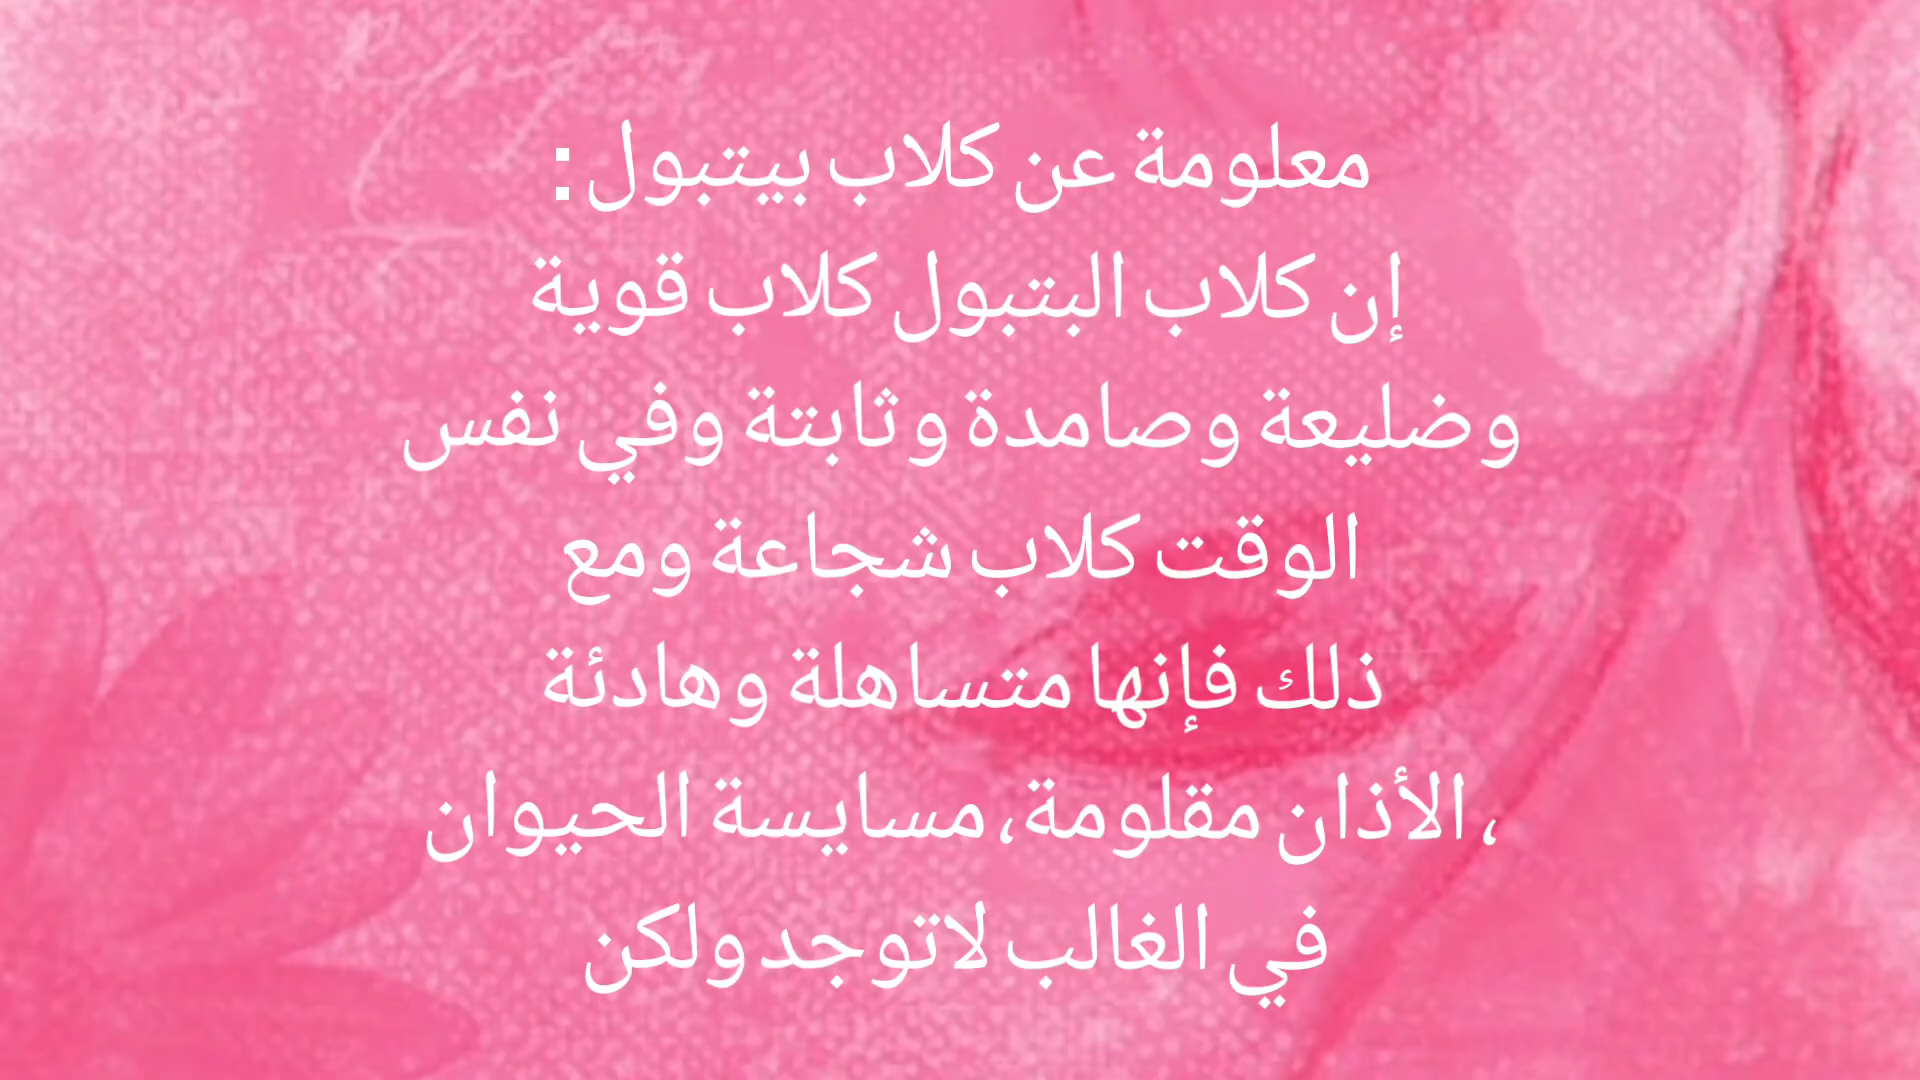 معلومة عن كلاب بيتبول :
إن كلاب البتبول كلاب قوية
وضليعة وصامدة وثابتة وفي نفس
الوقت كلاب شجاعة ومع
ذلك فإنها متساهلة وهادئة
، الأذان مقلومة، مسايسة الحيوان
في الغالب لاتوجد ولكن